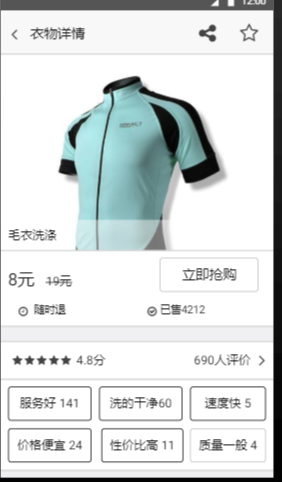 12:00
衣物详情
毛衣洗涤
8元 19元 立即抢购
随时退 已售4212
4.8分 690人评价
服务好 141 洗的干净60 速度快 5
价格便宜 24 性价比高 11 质量一般 4